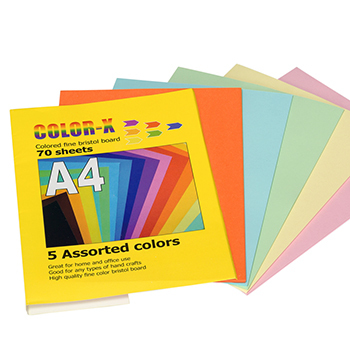 COLOR-X
Colored fine bristol board
70 sheets
A4
5 Assorted colors
Great for home and office use
Good for any types of hand crafts
High quality fine color bristol board